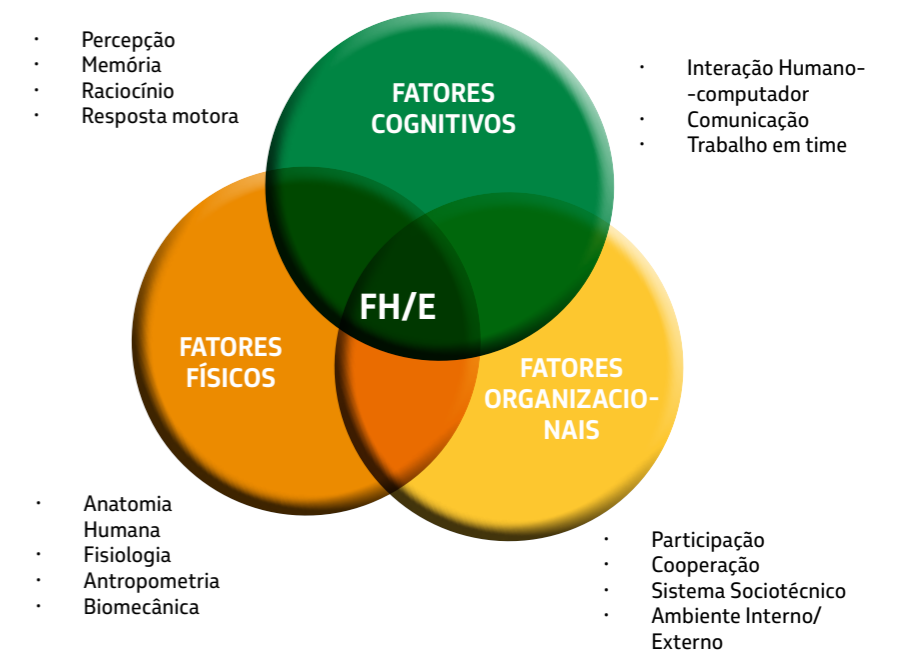 · Percepção
· Memória
· Raciocínio
· Resposta motora
FATORES
COGNITIVOS
· Interação Humano-
-computador
· Comunicação
· Trabalho em time
FH/E
FATORES
FÍSICOS
FATORES
ORGANIZACIO-
NAIS
· Anatomia
Humana
· Fisiologia
· Antropometria
· Biomecânica
· Participação
· Cooperação
· Sistema Sociotécnico
· Ambiente Interno/
Externo